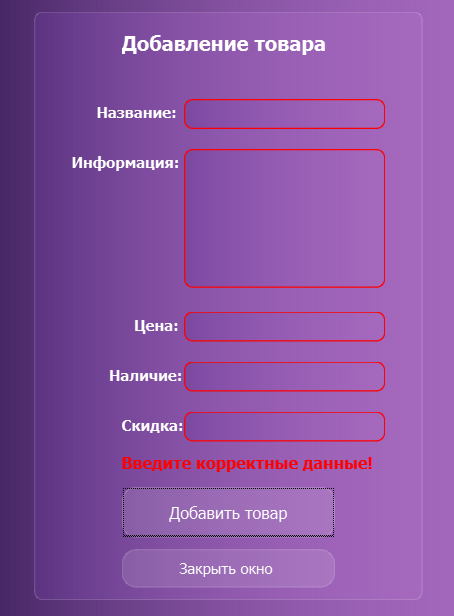 Добавление товара
Название:
Информация:
Цена:
Наличие:
Скидка:
Введите корректные данные!
Добавить товар
Закрыть окно